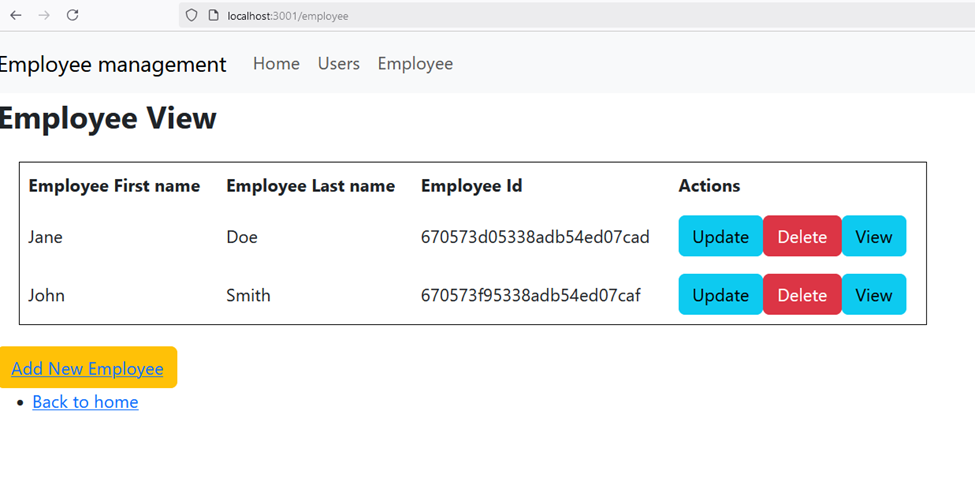 localhost:3001/employee
Employee management Home Users Employee
Employee View
Employee First name Employee Last name Employee Id Actions
Jane Doe 670573d05338adb54ed07cad Update Delete View
John Smith 670573f95338adb54ed07caf Update Delete View
Add New Employee
Back to home